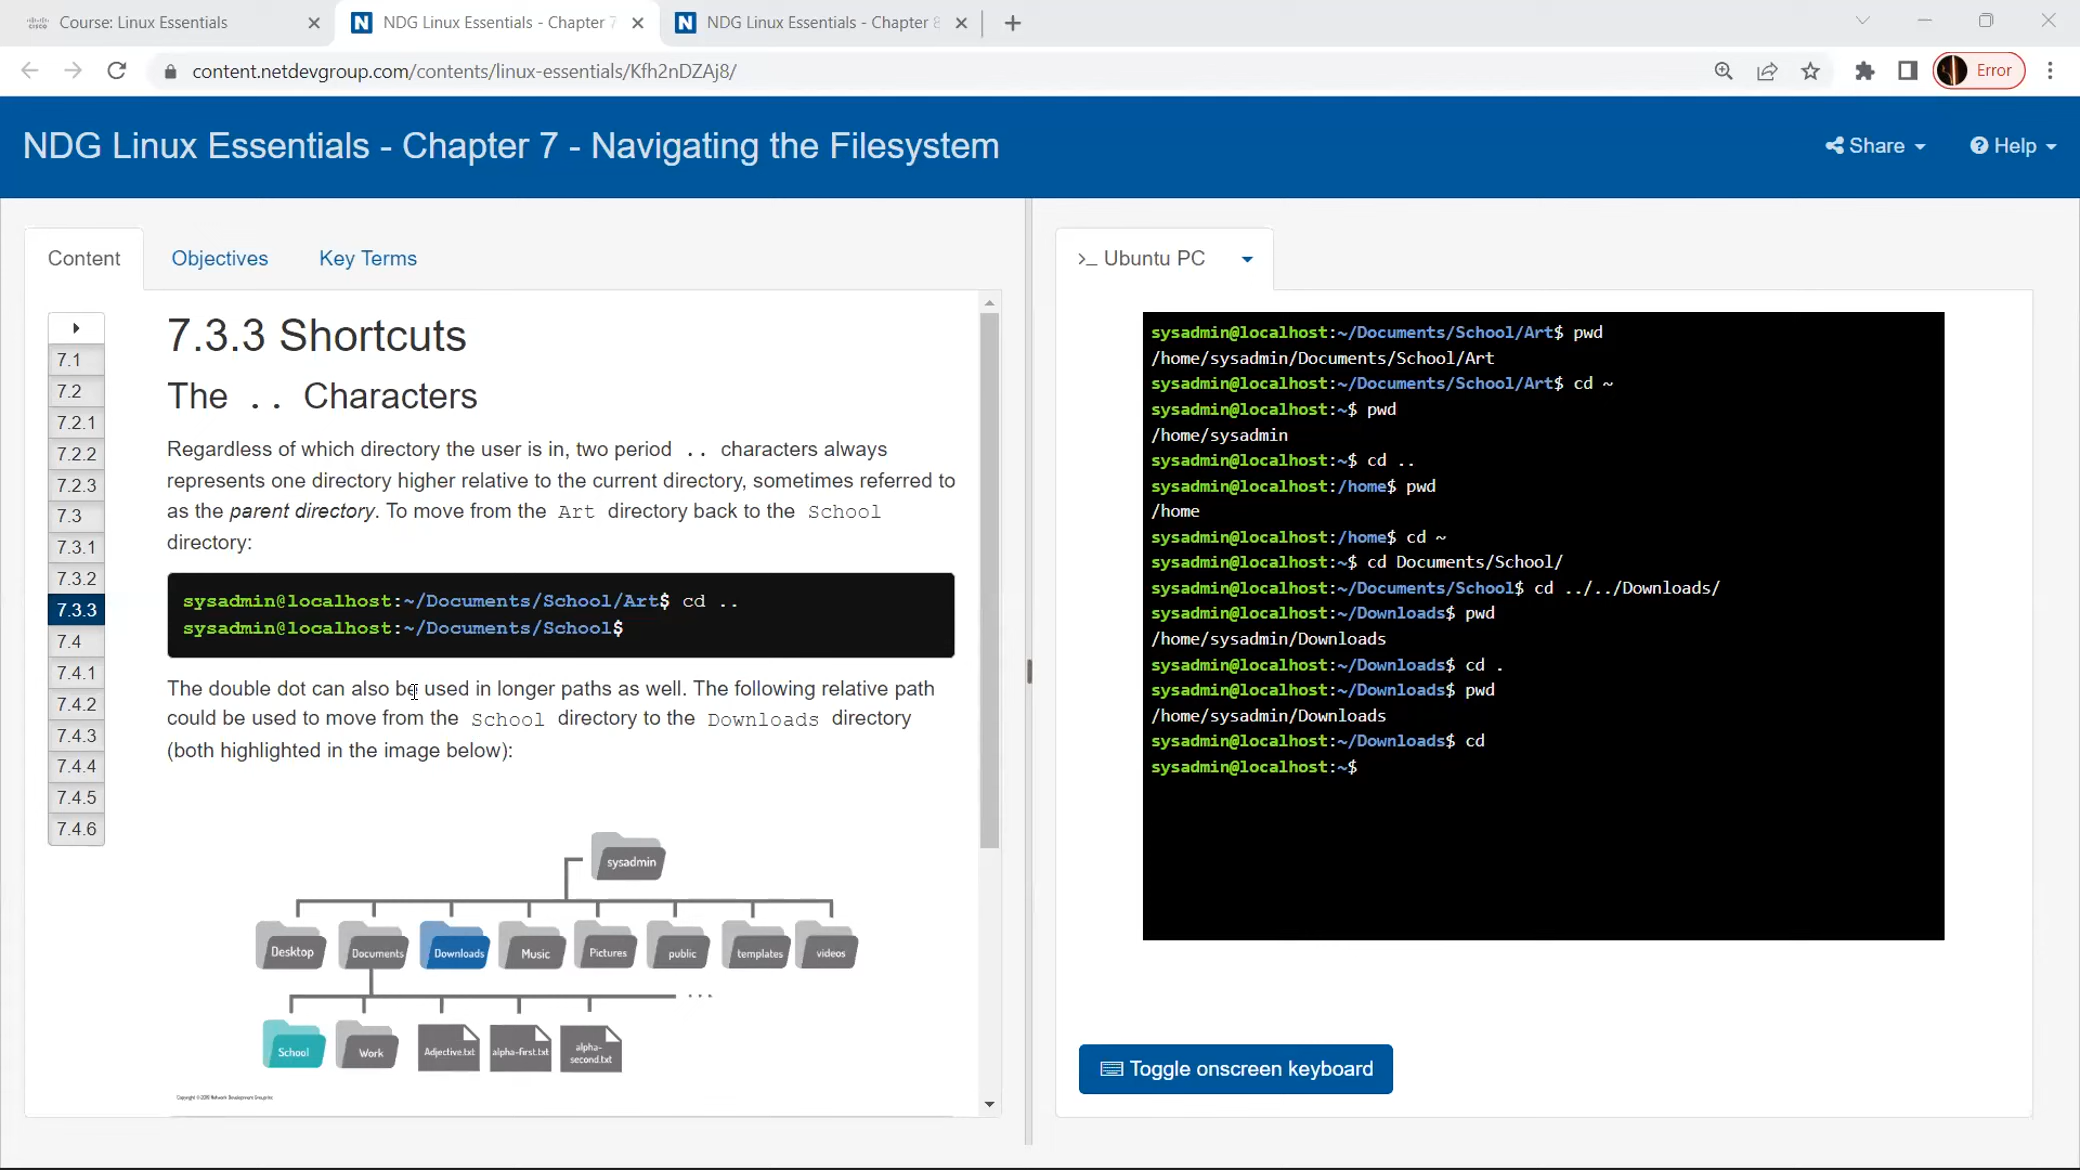 Course: Linux Essentials
NDG Linux Essentials - Chapter 7
NDG Linux Essentials - Chapter 8
content.netdevgroup.com/contents/linux-essentials/Kfh2nDZAj8/
Error
NDG Linux Essentials - Chapter 7 - Navigating the Filesystem
Share
Help
Content
Objectives
Key Terms
7.1
7.2
7.2.1
7.2.2
7.2.3
7.3
7.3.1
7.3.2
7.3.3
7.4
7.4.1
7.4.2
7.4.3
7.4.4
7.4.5
7.4.6
7.3.3 Shortcuts
The .. Characters
Regardless of which directory the user is in, two period .. characters always
represents one directory higher relative to the current directory, sometimes referred to
as the parent directory. To move from the Art directory back to the School
directory:
sysadmin@localhost:~/Documents/School/Art$ cd ..
sysadmin@localhost:~/Documents/School$
The double dot can also be used in longer paths as well. The following relative path
could be used to move from the School directory to the Downloads directory
(both highlighted in the image below):
sysadmin
Desktop
Documents
Downloads
Music
Pictures
public
templates
videos
...
School
Work
Adjective.txt
alpha-first.txt
alpha-
second.txt
>_ Ubuntu PC
sysadmin@localhost:~/Documents/School/Art$ pwd
/home/sysadmin/Documents/School/Art
sysadmin@localhost:~/Documents/School/Art$ cd ~
sysadmin@localhost:~$ pwd
/home/sysadmin
sysadmin@localhost:~$ cd ..
sysadmin@localhost:/home$ pwd
/home
sysadmin@localhost:/home$ cd ~
sysadmin@localhost:~$ cd Documents/School/
sysadmin@localhost:~/Documents/School$ cd ../../Downloads/
sysadmin@localhost:~/Downloads$ pwd
/home/sysadmin/Downloads
sysadmin@localhost:~/Downloads$ cd .
sysadmin@localhost:~/Downloads$ pwd
/home/sysadmin/Downloads
sysadmin@localhost:~/Downloads$ cd
sysadmin@localhost:~$
Toggle onscreen keyboard